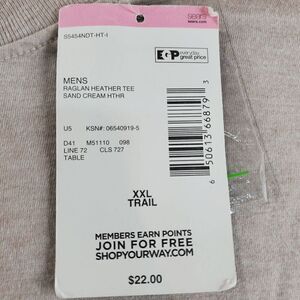 S5454NDT-HT-I
sears
sears.com
EGP everyday
great price
MENS
RAGLAN HEATHER TEE
SAND CREAM HTHR
US KSN#: 06540919-5
D41 M51110 098
LINE 72 CLS 727
TABLE
6 50613 66879 3
XXL
TRAIL
MEMBERS EARN POINTS
JOIN FOR FREE
SHOPYOURWAY.COM
$22.00